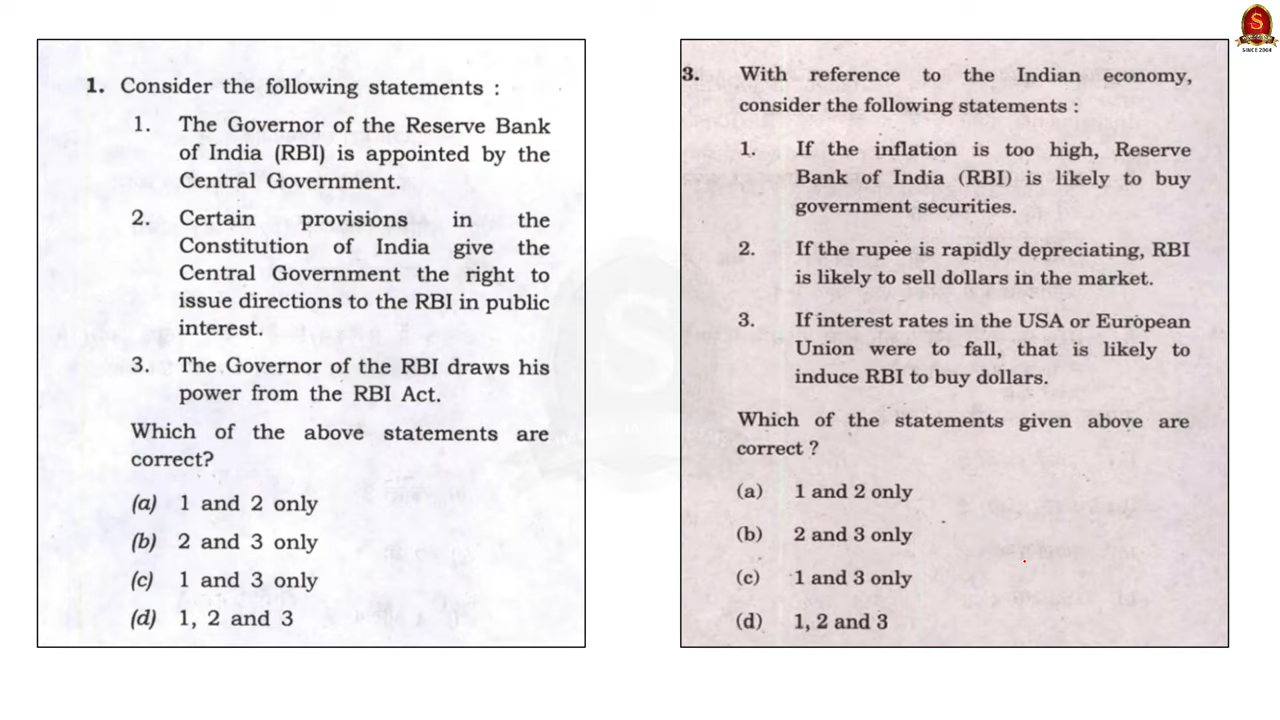 1. Consider the following statements :
1. The Governor of the Reserve Bank
of India (RBI) is appointed by the
Central Government.
2. Certain provisions in the
Constitution of India give the
Central Government the right to
issue directions to the RBI in public
interest.
3. The Governor of the RBI draws his
power from the RBI Act.
Which of the above statements are
correct?
(a) 1 and 2 only
(b) 2 and 3 only
(c) 1 and 3 only
(d) 1, 2 and 3
3. With reference to the Indian economy,
consider the following statements :
1. If the inflation is too high, Reserve
Bank of India (RBI) is likely to buy
government securities.
2. If the rupee is rapidly depreciating, RBI
is likely to sell dollars in the market.
3. If interest rates in the USA or European
Union were to fall, that is likely to
induce RBI to buy dollars.
Which of the statements given above are
correct ?
(a) 1 and 2 only
(b) 2 and 3 only
(c) 1 and 3 only
(d) 1, 2 and 3
S
SINCE 2004